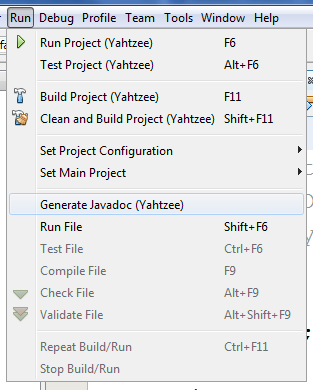 Run Debug Profile Team Tools Window Help
Run Project (Yahtzee) F6
Test Project (Yahtzee) Alt+F6
Build Project (Yahtzee) F11
Clean and Build Project (Yahtzee) Shift+F11
Set Project Configuration
Set Main Project
Generate Javadoc (Yahtzee)
Run File Shift+F6
Test File Ctrl+F6
Compile File F9
Check File Alt+F9
Validate File Alt+Shift+F9
Repeat Build/Run Ctrl+F11
Stop Build/Run